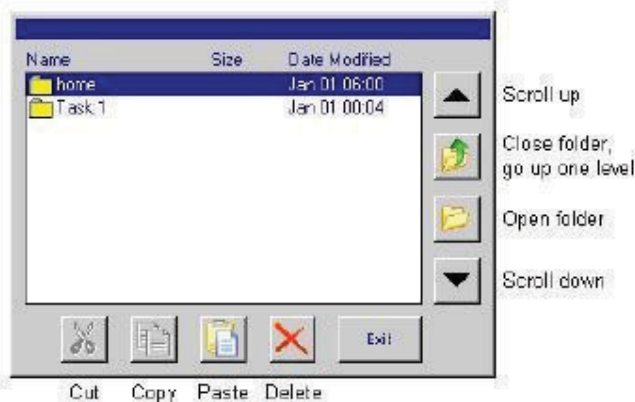 Name Size Date Modified
home Jan 01 06:00
Task 1 Jan 01 00:04
Scroll up
Close folder,
go up one level
Open folder
Scroll down
Exit
Cut Copy Paste Delete